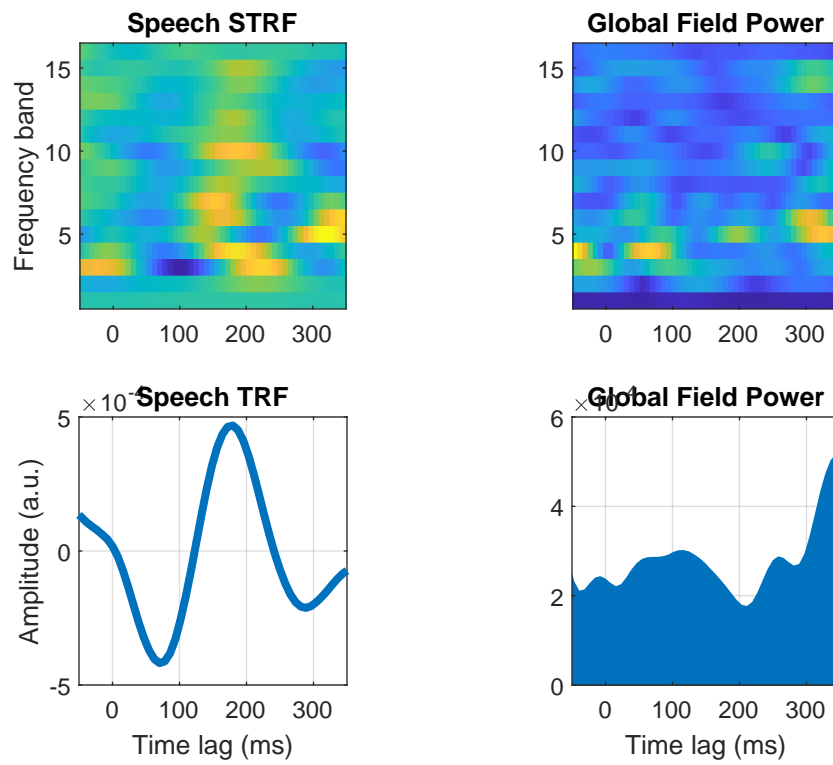 Speech STRF
Frequency band
15
10
5
0 100 200 300
Global Field Power
15
10
5
0 100 200 300
Speech TRF
×10-4
Amplitude (a.u.)
5
0
-5
0 100 200 300
Time lag (ms)
Global Field Power
6
4
2
0
0 100 200 300
Time lag (ms)